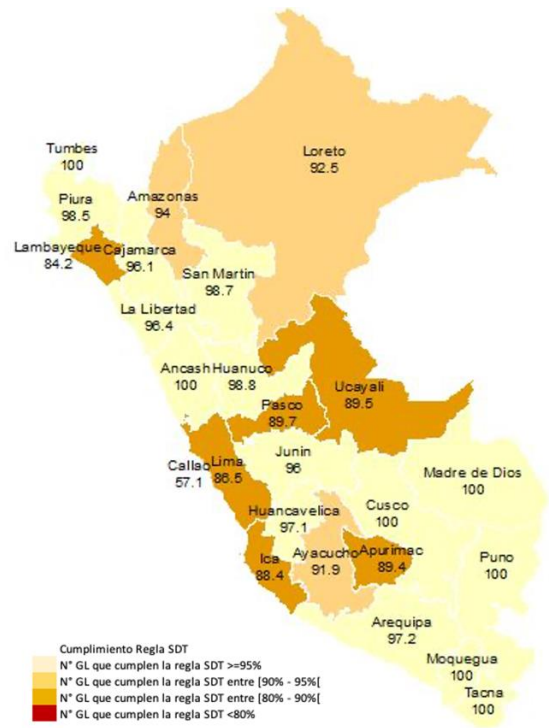 Loreto
92.5
Tumbes
100
Amazonas
94
Piura
98.5
Lambayeque
84.2
Cajamarca
96.1
San Martin
98.7
La Libertad
96.4
Ancash
100
Huanuco
98.8
Ucayali
89.5
Pasco
89.7
Junin
96
Callao
57.1
Lima
86.5
Madre de Dios
100
Huancavelica
97.1
Cusco
100
Ica
88.4
Ayacucho
91.9
Apurimac
89.4
Puno
100
Arequipa
97.2
Moquegua
100
Tacna
100
Cumplimiento Regla SDT
N° GL que cumplen la regla SDT >=95%
N° GL que cumplen la regla SDT entre [90% - 95%[
N° GL que cumplen la regla SDT entre [80% - 90%[
N° GL que cumplen la regla SDT <80%